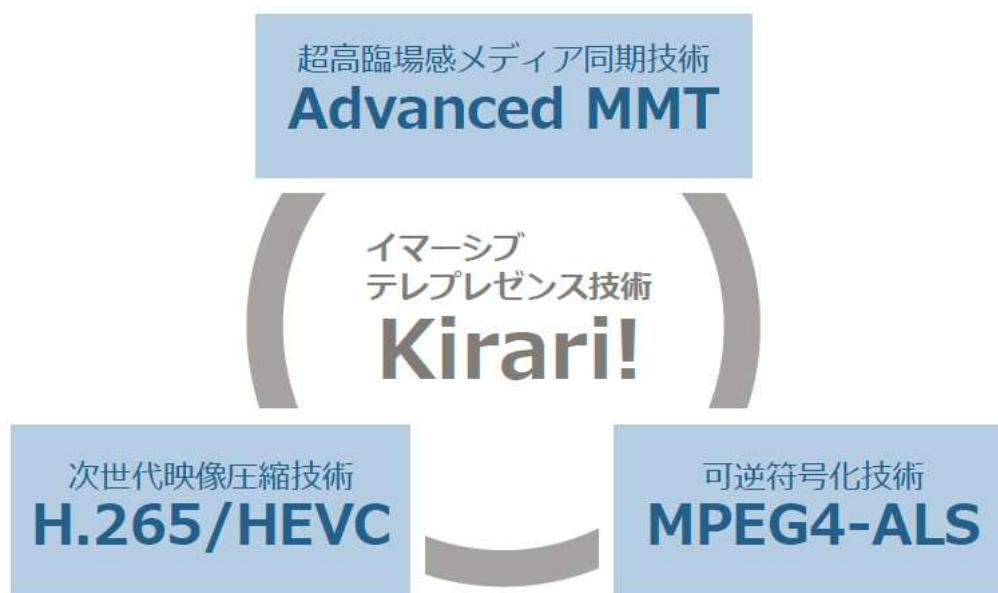 超高臨場感メディア同期技術
Advanced MMT
イマーシブ
テレプレゼンス技術
Kirari!
次世代映像圧縮技術
H.265/HEVC
可逆符号化技術
MPEG4-ALS